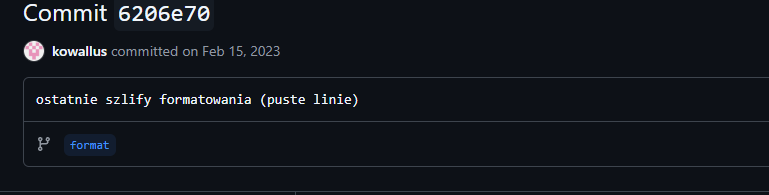 Commit 6206e70
kowallus committed on Feb 15, 2023
ostatnie szlify formatowania (puste linie)
format